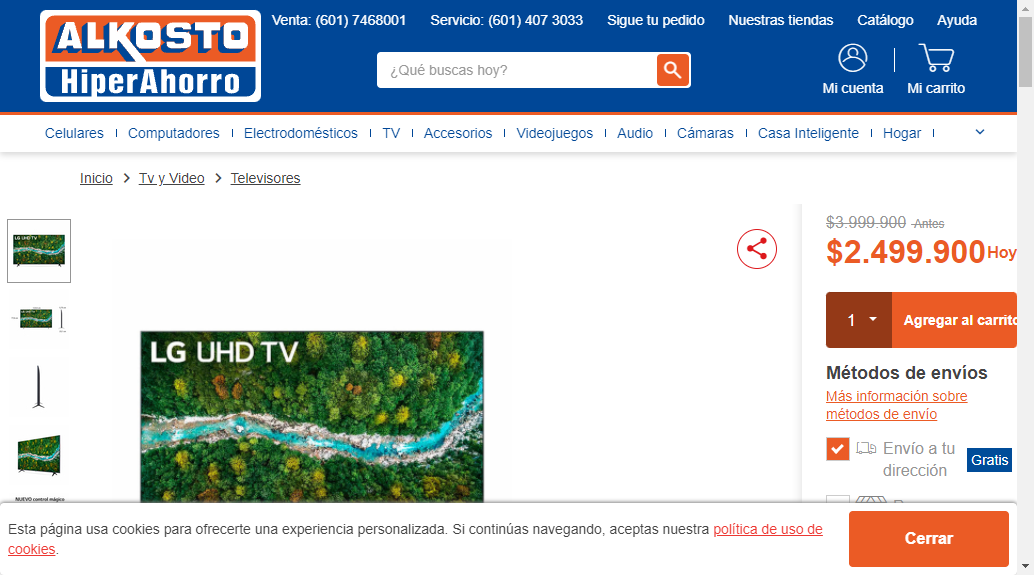 ALKOSTO
HiperAhorro
Venta: (601) 7468001 Servicio: (601) 407 3033 Sigue tu pedido Nuestras tiendas Catálogo Ayuda
¿Qué buscas hoy?
Mi cuenta Mi carrito
Celulares Computadores Electrodomésticos TV Accesorios Videojuegos Audio Cámaras Casa Inteligente Hogar
Inicio > Tv y Video > Televisores
LG UHD TV
NUEVO control mágico
LG UHD TV
$3.999.900 Antes
$2.499.900 Hoy
1 Agregar al carrito
Métodos de envíos
Más información sobre
métodos de envío
Envío a tu
dirección
Gratis
Esta página usa cookies para ofrecerte una experiencia personalizada. Si continúas navegando, aceptas nuestra política de uso de
cookies.
Cerrar